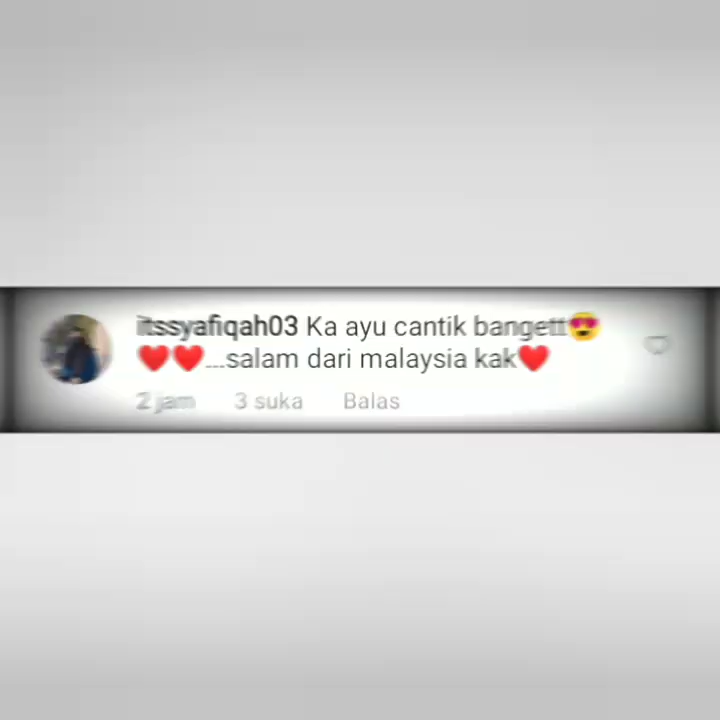 itssyafiqah03 Ka ayu cantik bangett😍
❤️❤️...salam dari malaysia kak❤️
2 jam 3 suka Balas